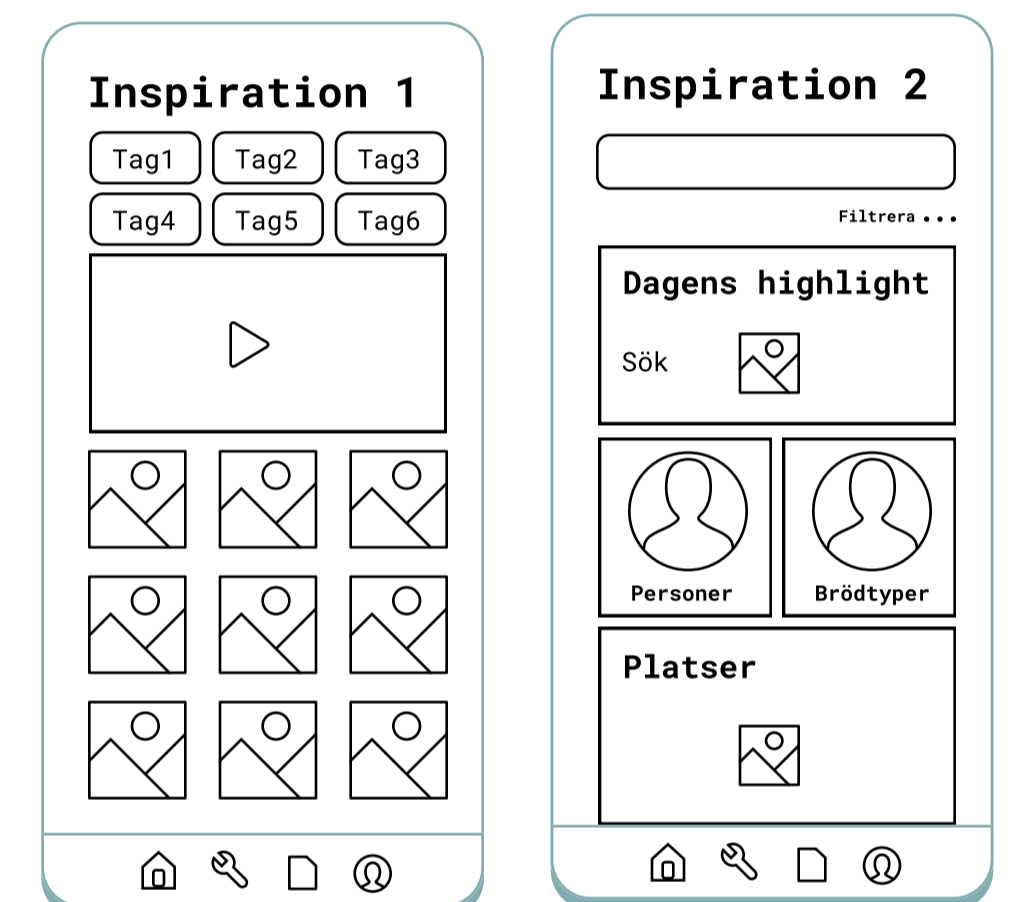 Inspiration 1
Tag1 Tag2 Tag3
Tag4 Tag5 Tag6
Inspiration 2
Filtrera ...
Dagens highlight
Sök
Personer
Brödtyper
Platser